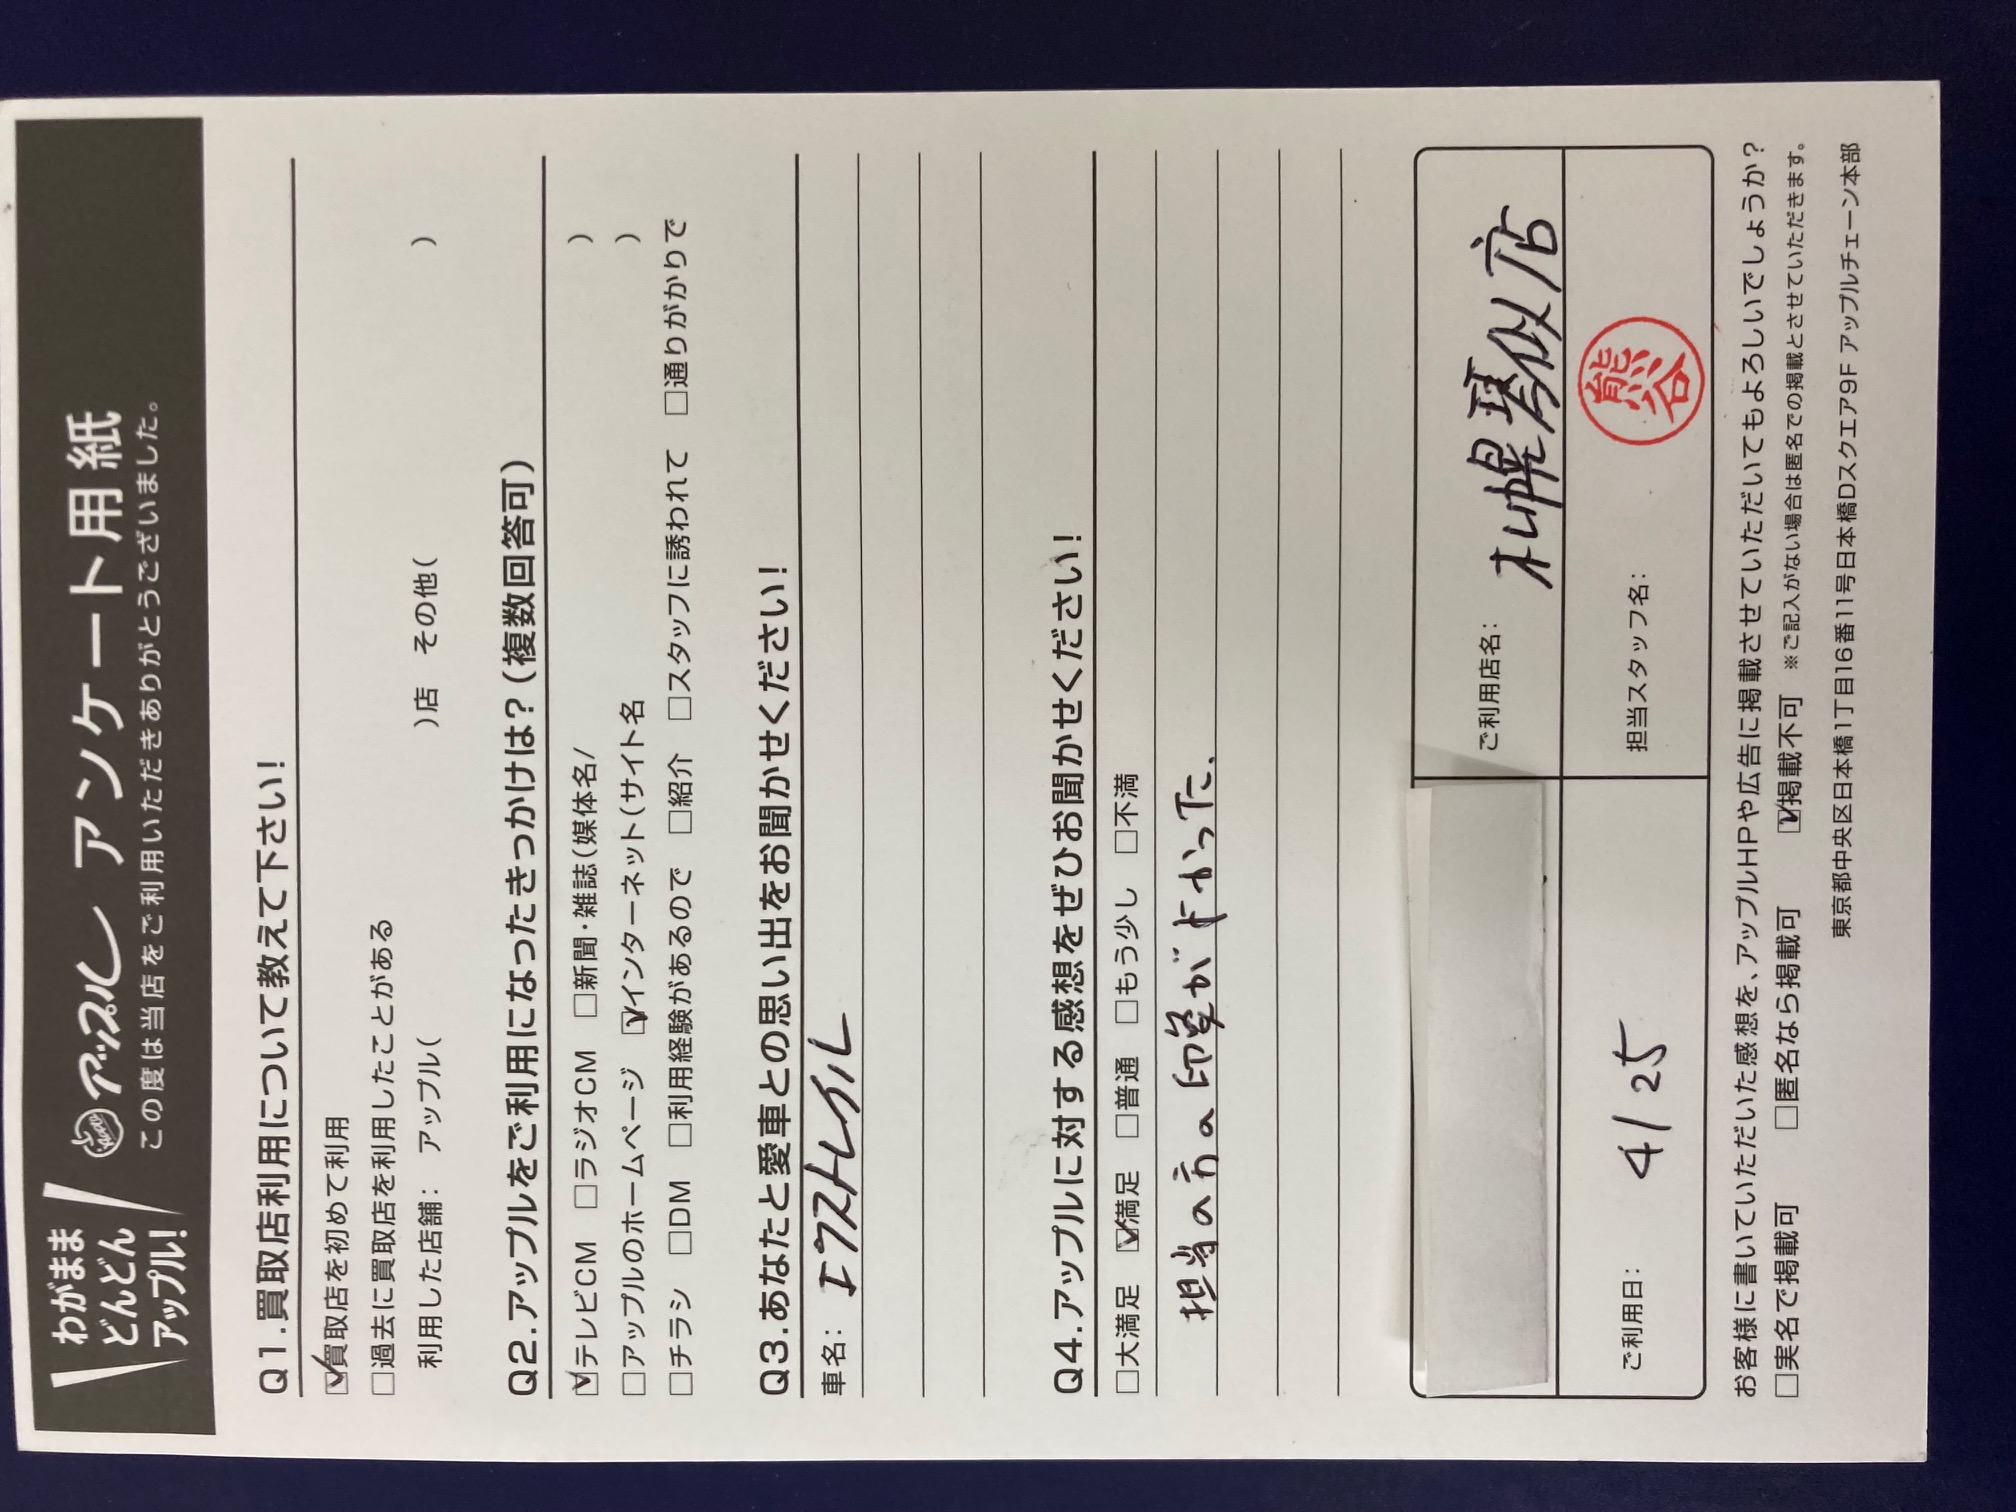 わがまま
どんどん
アップル!
アップル アンケート用紙
この度は当店をご利用いただきありがとうございました。
Q1.買取店利用について教えて下さい!
☑買取店を初めて利用
□過去に買取店を利用したことがある
利用した店舗: アップル( )店 その他( )
Q2.アップルをご利用になったきっかけは?(複数回答可)
☑テレビCM □ラジオCM □新聞・雑誌(媒体名/ )
□アップルのホームページ ☑インターネット(サイト名 )
□チラシ □DM □利用経験があるので □紹介 □スタッフに誘われて □通りがかりで
Q3.あなたと愛車との思い出をお聞かせください!
車名: エクストレイル
Q4.アップルに対する感想をぜひお聞かせください!
□大満足 ☑満足 □普通 □もう少し □不満
担当の方の印象がよかった.
ご利用店名: 札幌琴似店
ご利用日: 4/25
担当スタッフ名: 熊谷
お客様に書いていただいた感想を、アップルHPや広告に掲載させていただいてもよろしいでしょうか?
□実名で掲載可 □匿名なら掲載可 ☑掲載不可 ※ご記入がない場合は匿名での掲載とさせていただきます。
東京都中央区日本橋1丁目16番11号日本橋Dスクエア9F アップルチェーン本部